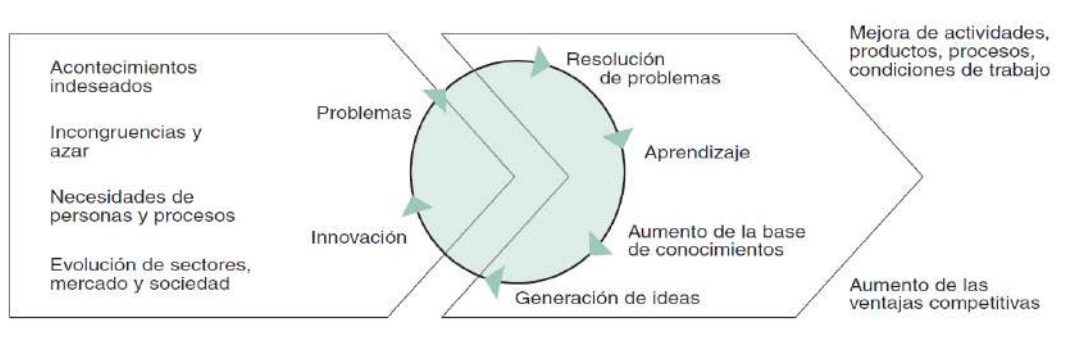 Acontecimientos
indeseados
Incongruencias y
azar
Necesidades de
personas y procesos
Evolución de sectores,
mercado y sociedad
Problemas
Innovación
Resolución
de problemas
Aprendizaje
Aumento de la base
de conocimientos
Generación de ideas
Mejora de actividades,
productos, procesos,
condiciones de trabajo
Aumento de las
ventajas competitivas